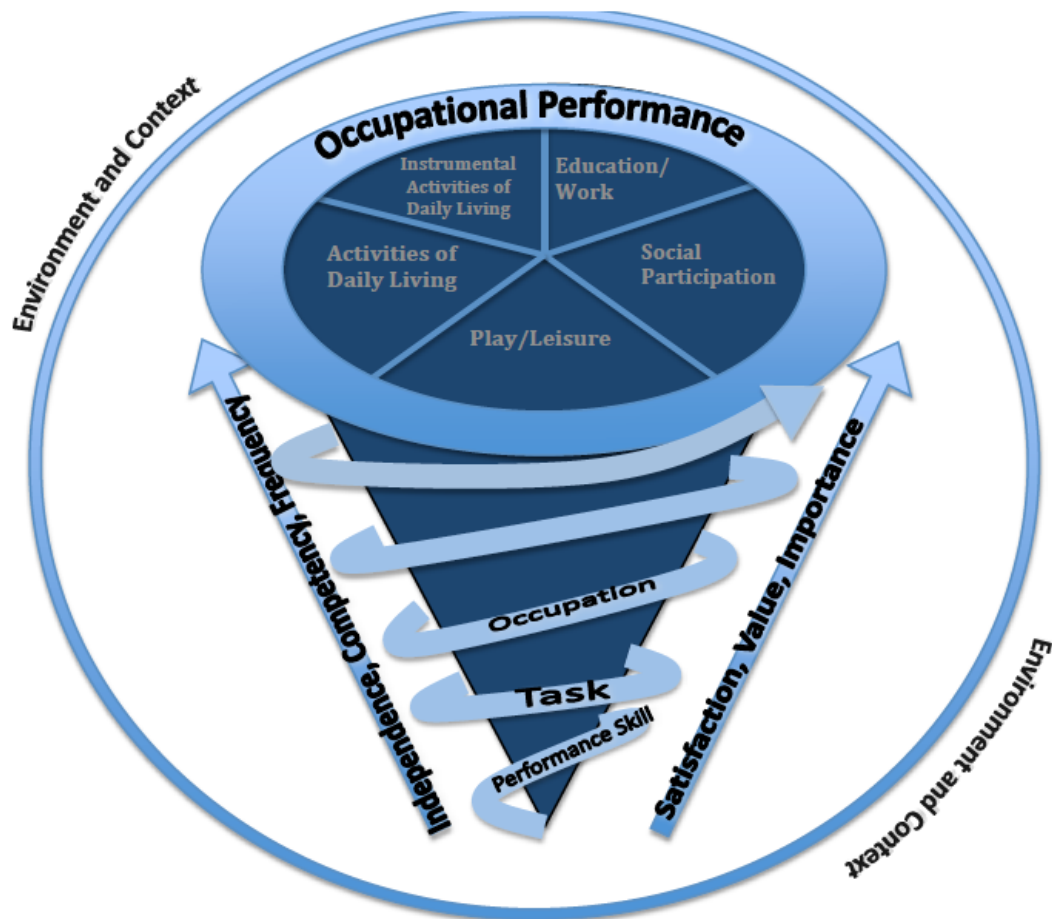 Environment and Context
Occupational Performance
Instrumental
Activities of
Daily Living
Education/
Work
Activities of
Daily Living
Social
Participation
Play/Leisure
Independence, Competency, Frequency
Satisfaction, Value, Importance
Occupation
Task
Performance Skill
Environment and Context